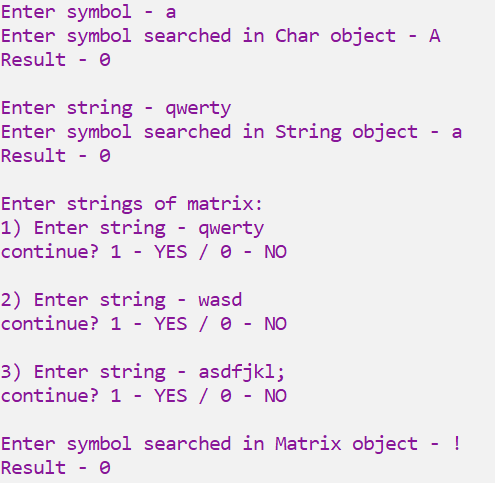 Enter symbol - a
Enter symbol searched in Char object - A
Result - 0
Enter string - qwerty
Enter symbol searched in String object - a
Result - 0
Enter strings of matrix:
1) Enter string - qwerty
continue? 1 - YES / 0 - NO
2) Enter string - wasd
continue? 1 - YES / 0 - NO
3) Enter string - asdfjkl;
continue? 1 - YES / 0 - NO
Enter symbol searched in Matrix object - !
Result - 0